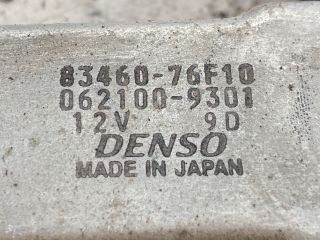 83460-76F10
062100-9301
12V 9D
DENSO
MADE IN JAPAN